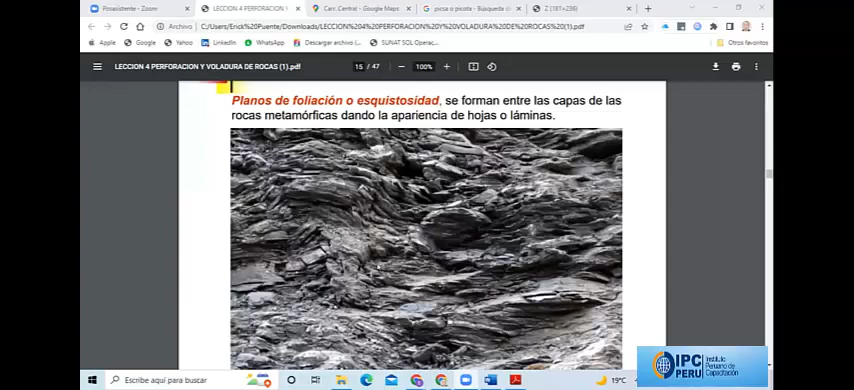 Posasistente - Zoom
LECCION 4 PERFORACION Y V
Carr. Central - Google Maps
picsa o picota - Búsqueda d
Z (181×236)
Archivo
C:/Users/Erick%20Puente/Downloads/LECCION%204%20PERFORACION%20Y%20VOLADURA%20DE%20ROCAS%20(1).pdf
Apple
Google
Yahoo
LinkedIn
WhatsApp
Descargar archivo i...
SUNAT SOL Operac...
Otros favoritos
LECCION 4 PERFORACION Y VOLADURA DE ROCAS (1).pdf
15 / 47
100%
Planos de foliación o esquistosidad, se forman entre las capas de las
rocas metamórficas dando la apariencia de hojas o láminas.
IPC
PERU
Instituto
Peruano de
Capacitación
Escribe aquí para buscar
19°C